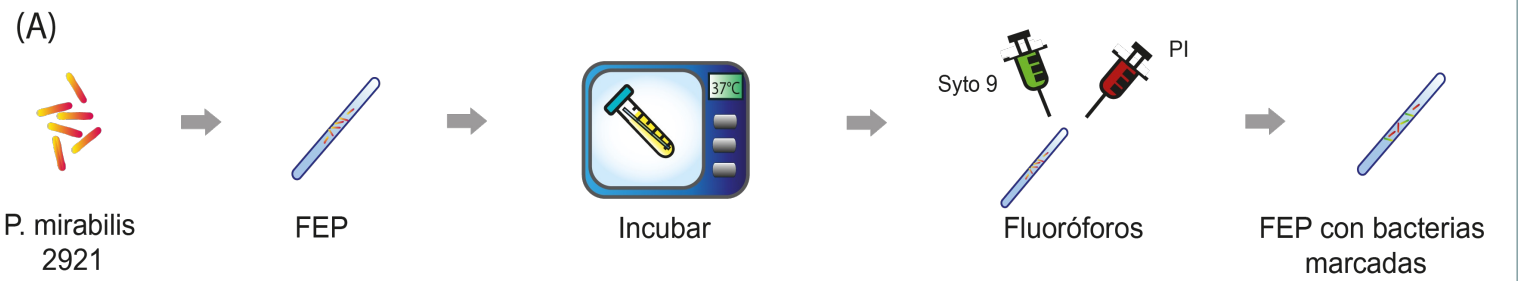 (A)
37°C
Syto 9
PI
P. mirabilis
2921
FEP
Incubar
Fluoróforos
FEP con bacterias
marcadas